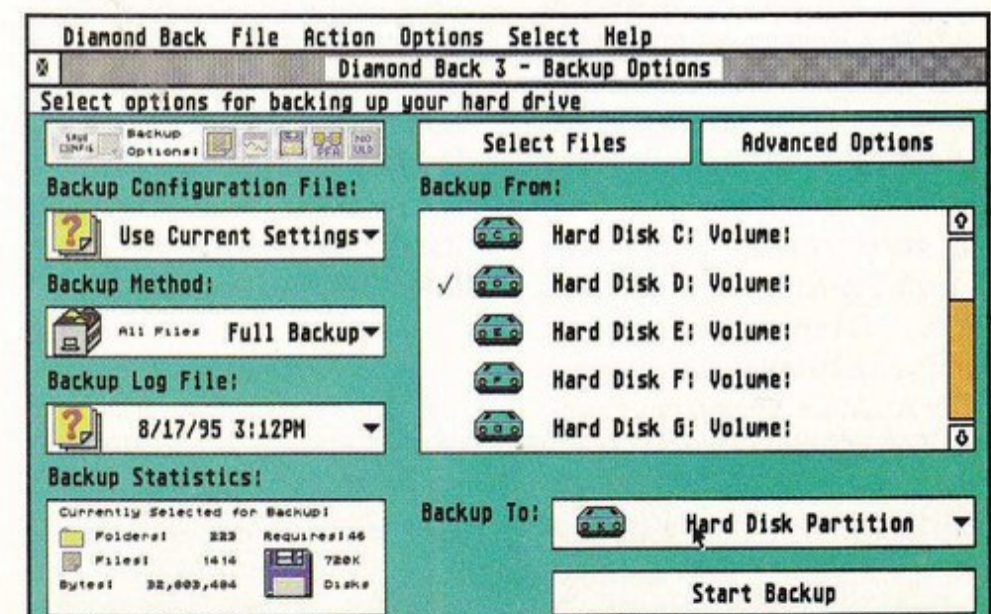 Diamond Back File Action Options Select Help
Diamond Back 3 - Backup Options
Select options for backing up your hard drive
SAVE CONFIG Backup Options: NO VLD
Select Files Advanced Options
Backup Configuration File:
Use Current Settings
Backup Method:
All Files Full Backup
Backup Log File:
8/17/95 3:12PM
Backup Statistics:
Currently Selected for Backup:
Folders: 223 Requires: 46
Files: 1414 720K
Bytes: Disks
Backup From:
C Hard Disk C: Volume:
D Hard Disk D: Volume:
E Hard Disk E: Volume:
F Hard Disk F: Volume:
G Hard Disk G: Volume:
Backup To: K Hard Disk Partition
Start Backup